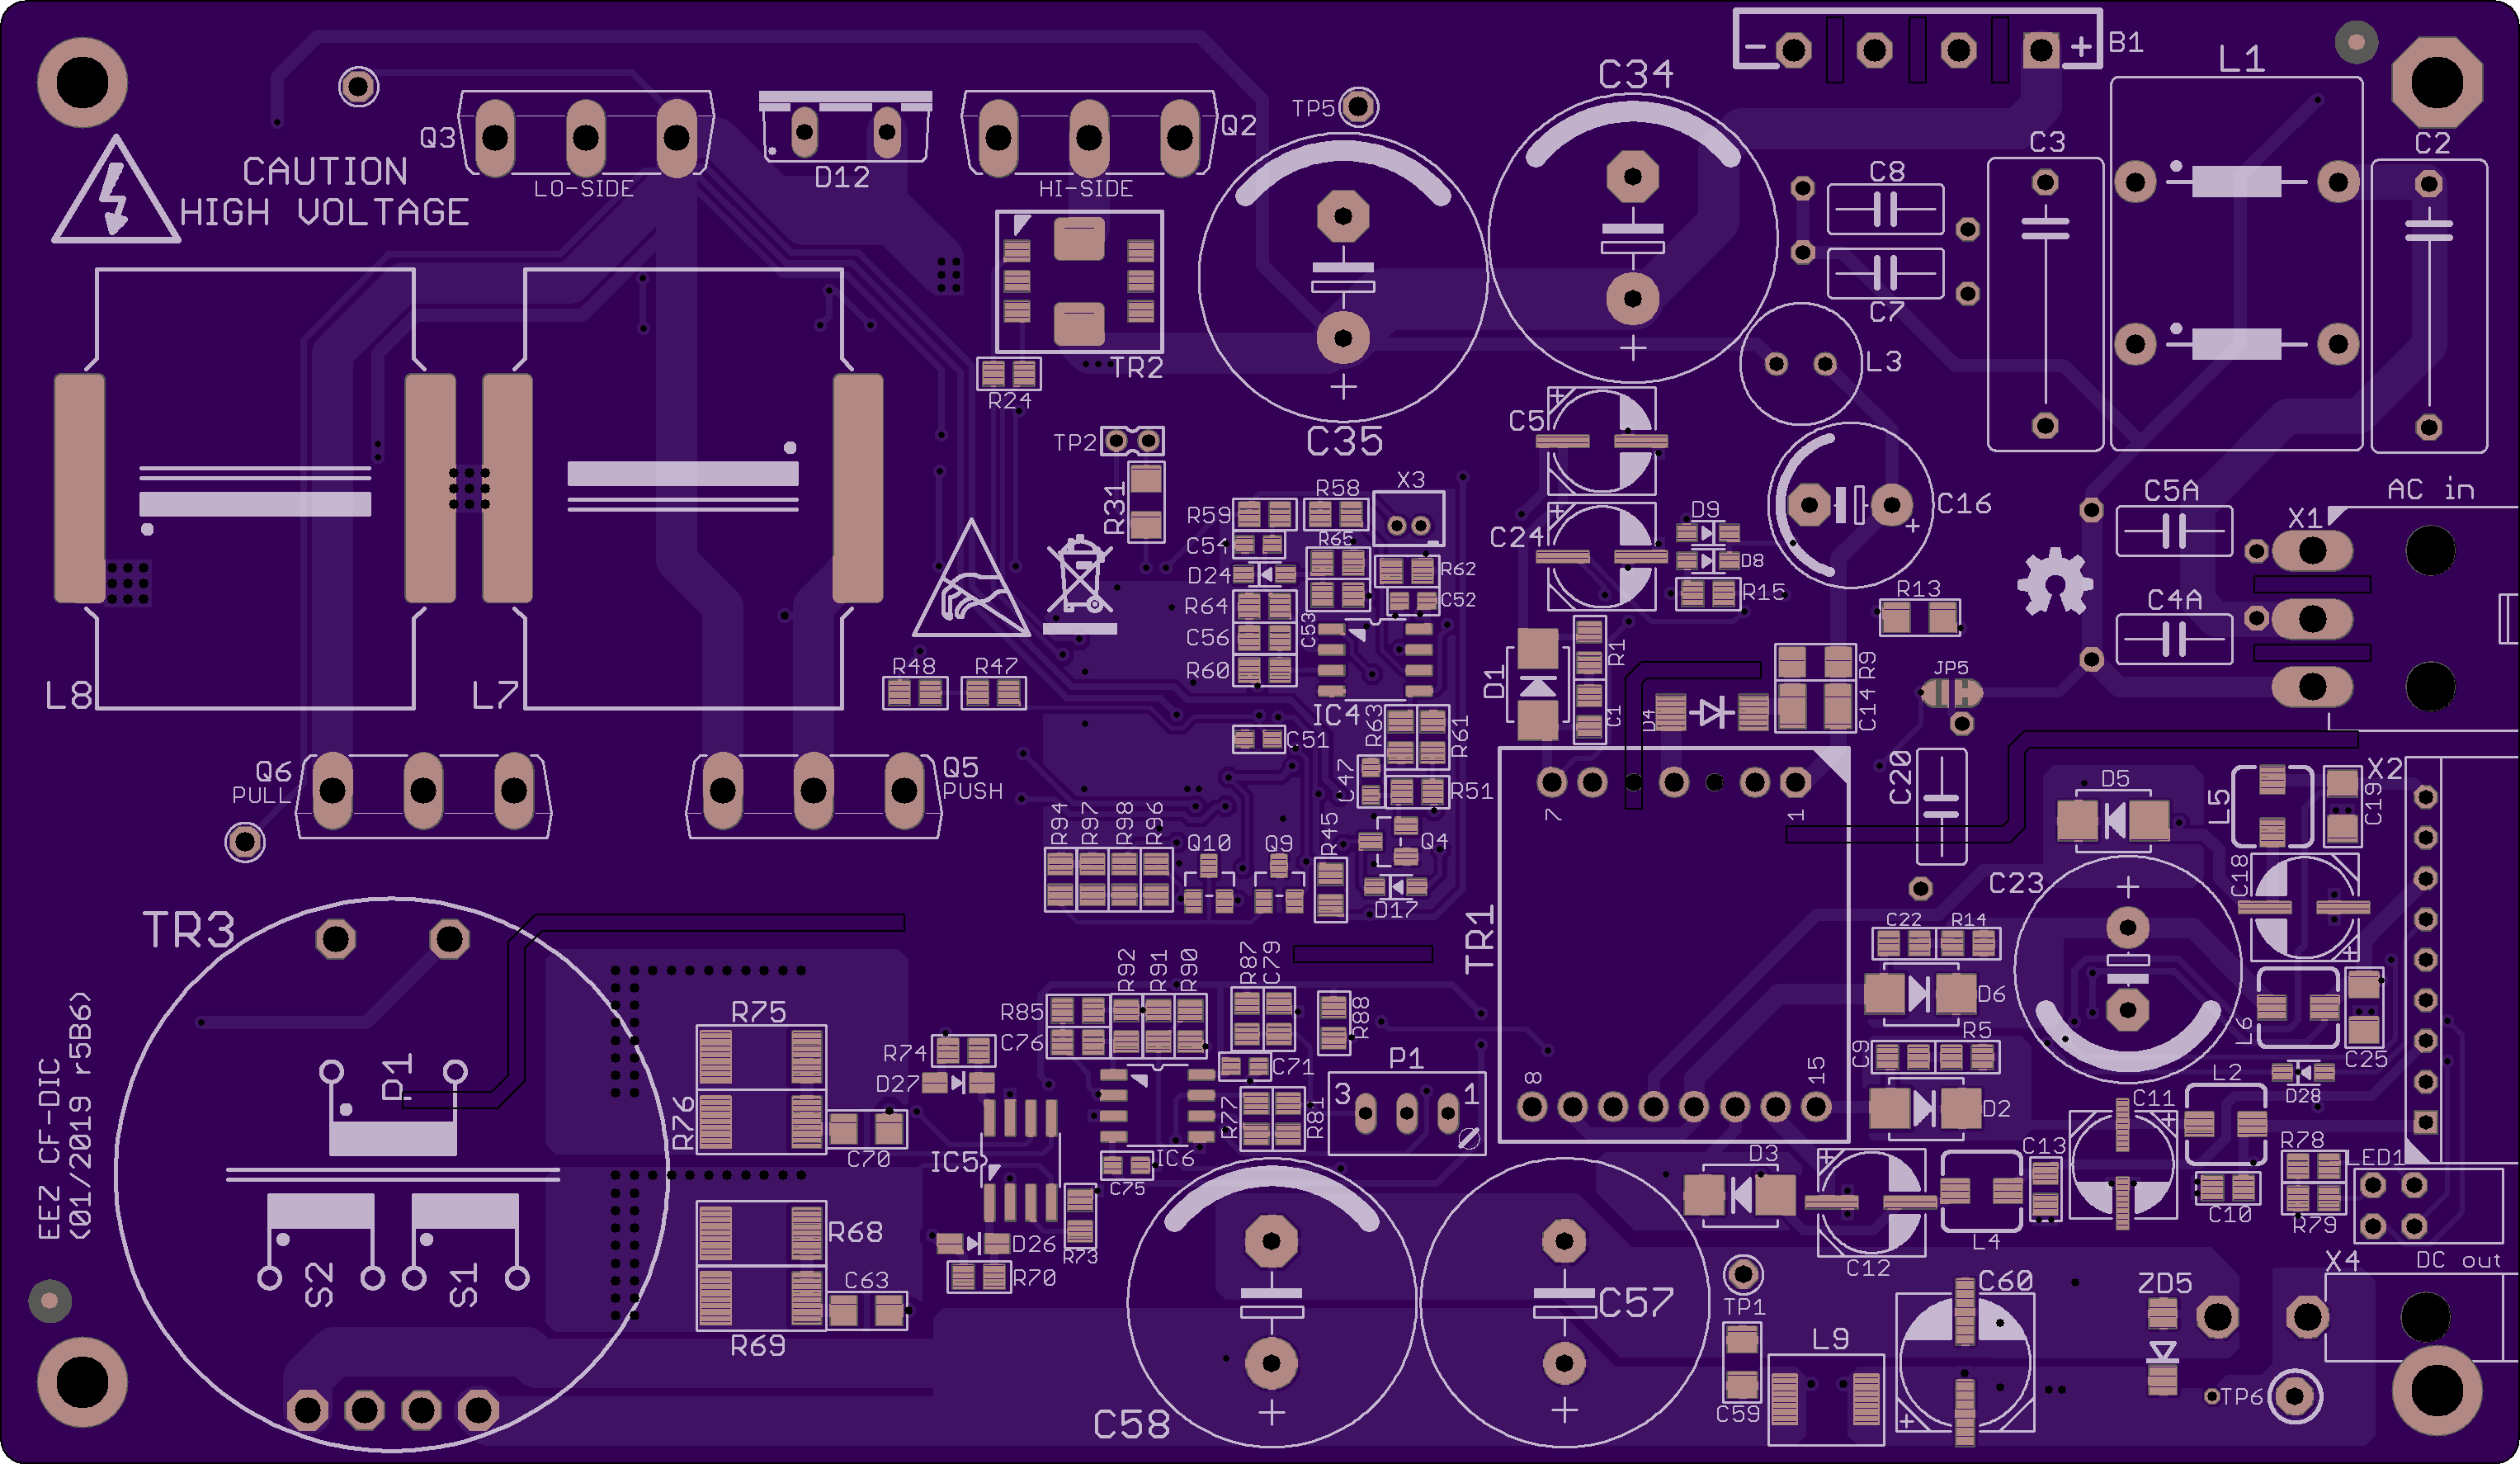 B1
L1
C34
TP5
Q3
Q2
C3
C2
CAUTION
HIGH VOLTAGE
LO-SIDE
D12
HI-SIDE
C8
C7
TR2
L3
R24
C5
C35
TP2
R31
X3
R58
R59
C54
R65
D24
R62
C52
R64
C56
C53
R60
C24
D9
D8
R15
C16
C5A
AC in
X1
R13
C4A
R48
R47
L8
L7
D1
R1
C1
D4
R9
C14
JP5
IC4
R63
R61
C51
C47
R51
Q6
PULL
Q5
PUSH
R94
R97
R98
R96
Q10
Q9
R45
Q4
D17
7
1
C20
D5
L5
X2
C19
C18
C23
TR3
TR1
C22
R14
D6
R5
C9
D2
L6
C25
L2
D28
R75
R85
C76
R92
R91
R90
R87
C79
R88
R74
D27
C71
P1
3
1
8
15
P1
R76
C70
IC5
R77
R81
IC6
C75
C11
C13
R78
LED1
D3
C10
R79
EEZ CF-DIC
(01/2019 r5B6)
S2
S1
R68
D26
R73
R70
C63
R69
L4
C12
C57
C58
TP1
C60
ZD5
X4
DC out
L9
C59
TP6